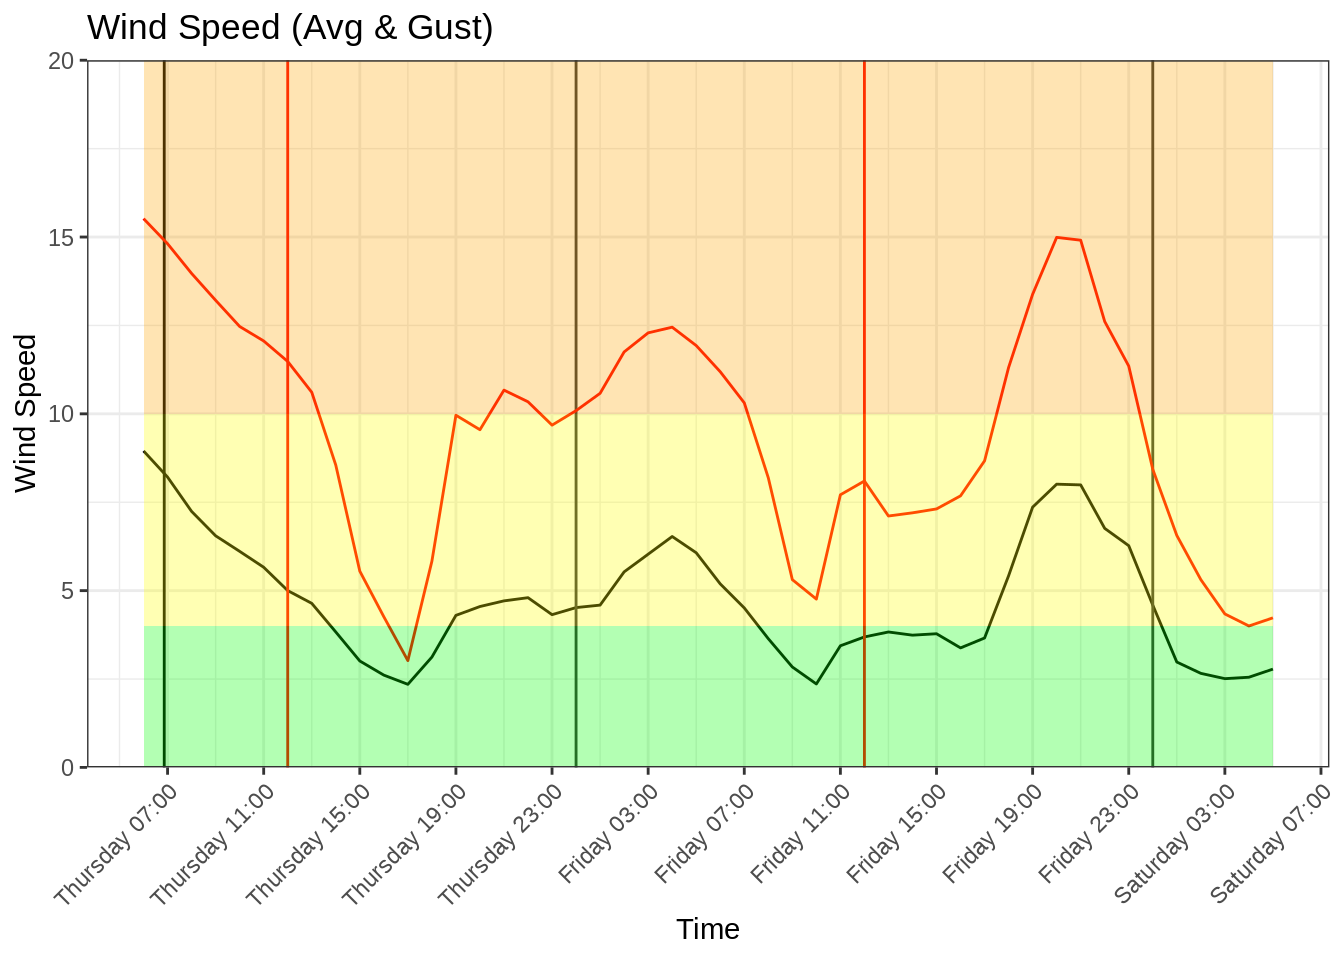 Wind Speed (Avg & Gust)
20
15
10
5
0
Wind Speed
Thursday 07:00
Thursday 11:00
Thursday 15:00
Thursday 19:00
Thursday 23:00
Friday 03:00
Friday 07:00
Friday 11:00
Friday 15:00
Friday 19:00
Friday 23:00
Saturday 03:00
Saturday 07:00
Time